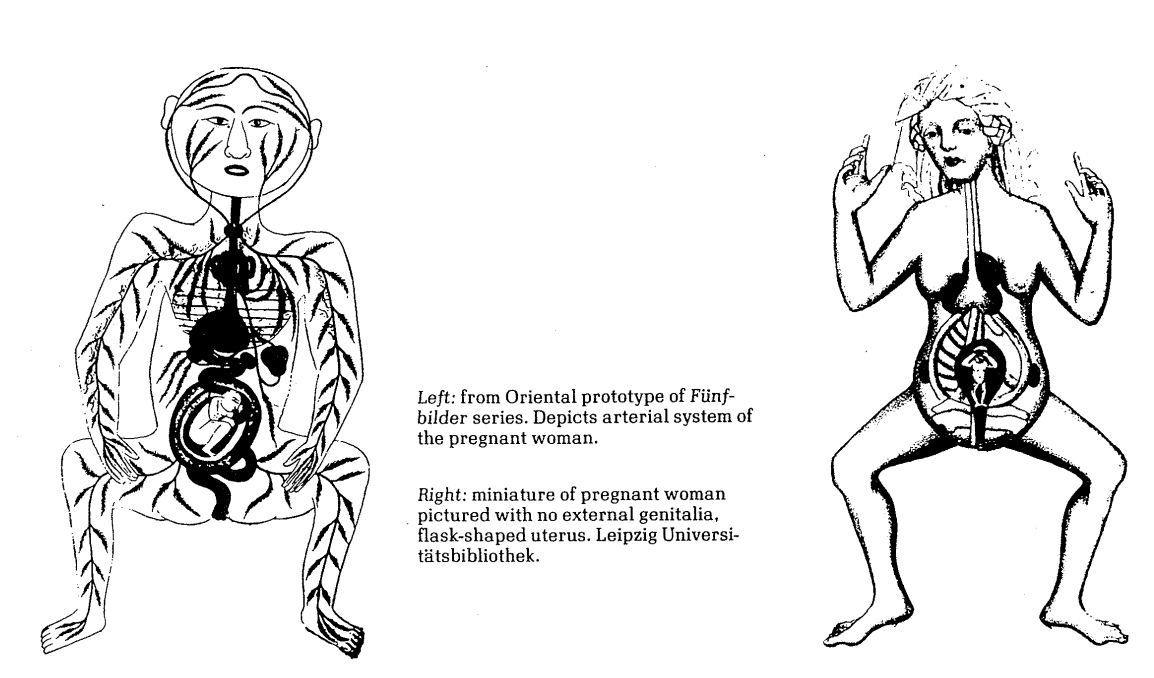 Left: from Oriental prototype of Fünf-
bilder series. Depicts arterial system of
the pregnant woman.
Right: miniature of pregnant woman
pictured with no external genitalia,
flask-shaped uterus. Leipzig Universi-
tätsbibliothek.